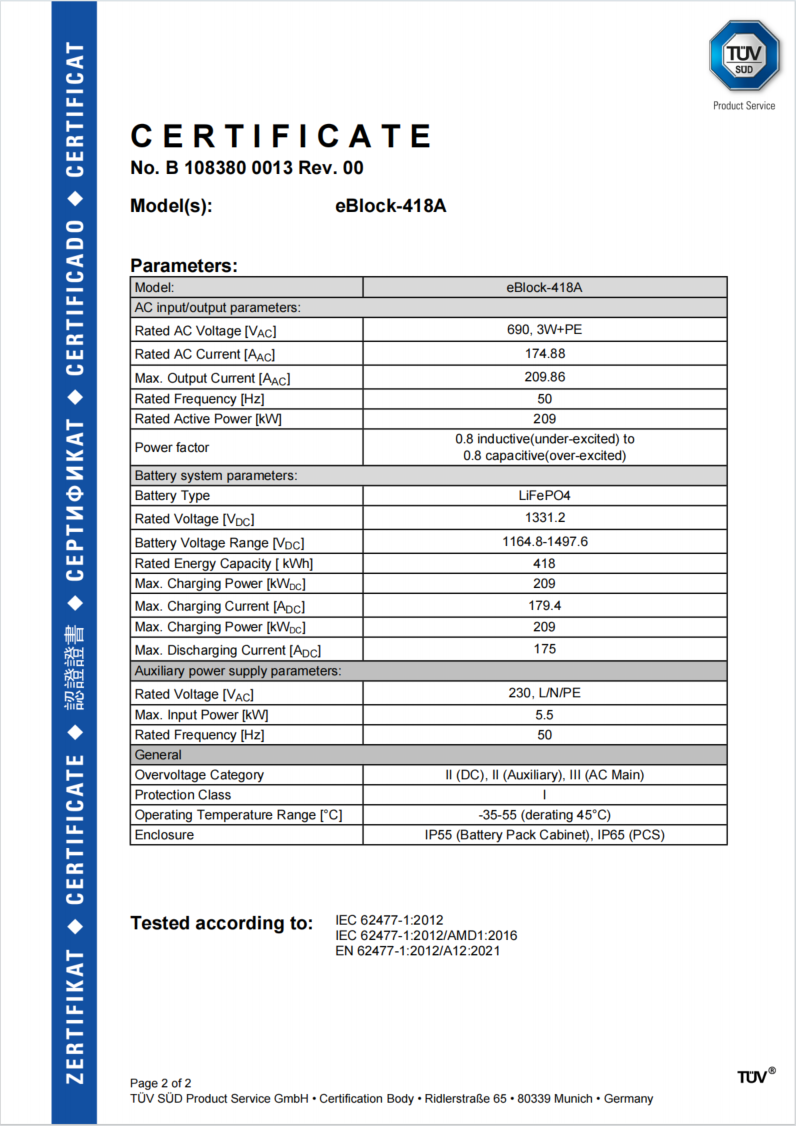 TÜV
SÜD
Product Service
ZERTIFIKAT ◆ CERTIFICATE ◆ 認證證書 ◆ СЕРТИФИКАТ ◆ CERTIFICADO ◆ CERTIFICAT
CERTIFICATE
No. B 108380 0013 Rev. 00
Model(s): eBlock-418A
Parameters:
Model: eBlock-418A
AC input/output parameters:
Rated AC Voltage [VAC] 690, 3W+PE
Rated AC Current [AAC] 174.88
Max. Output Current [AAC] 209.86
Rated Frequency [Hz] 50
Rated Active Power [kW] 209
Power factor 0.8 inductive(under-excited) to
0.8 capacitive(over-excited)
Battery system parameters:
Battery Type LiFePO4
Rated Voltage [VDC] 1331.2
Battery Voltage Range [VDC] 1164.8-1497.6
Rated Energy Capacity [ kWh] 418
Max. Charging Power [kWDC] 209
Max. Charging Current [ADC] 179.4
Max. Charging Power [kWDC] 209
Max. Discharging Current [ADC] 175
Auxiliary power supply parameters:
Rated Voltage [VAC] 230, L/N/PE
Max. Input Power [kW] 5.5
Rated Frequency [Hz] 50
General
Overvoltage Category II (DC), II (Auxiliary), III (AC Main)
Protection Class I
Operating Temperature Range [°C] -35-55 (derating 45°C)
Enclosure IP55 (Battery Pack Cabinet), IP65 (PCS)
Tested according to: IEC 62477-1:2012
IEC 62477-1:2012/AMD1:2016
EN 62477-1:2012/A12:2021
Page 2 of 2
TÜV SÜD Product Service GmbH • Certification Body • Ridlerstraße 65 • 80339 Munich • Germany
TÜV®